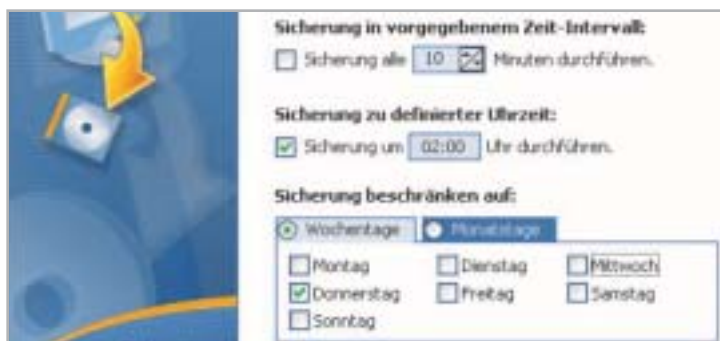 Sicherung in vorgegebenem Zeit-Intervall:
Sicherung alle 10 Minuten durchführen.
Sicherung zu definierter Uhrzeit:
Sicherung um 02:00 Uhr durchführen.
Sicherung beschränken auf:
Wochentage Monatstage
Montag Dienstag Mittwoch
Donnerstag Freitag Samstag
Sonntag